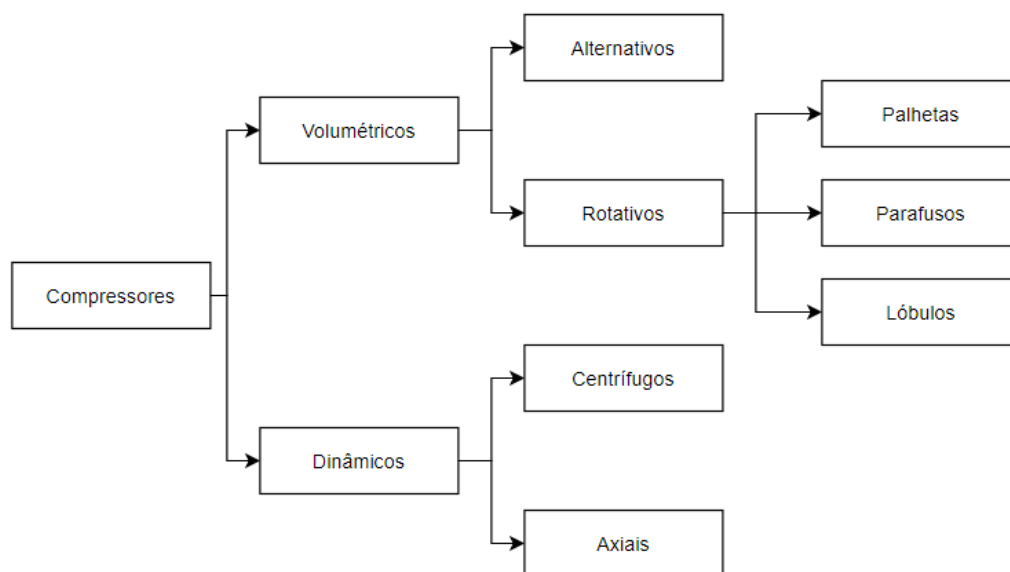 Alternativos
Palhetas
Volumétricos
Rotativos
Parafusos
Compressores
Lóbulos
Centrífugos
Dinâmicos
Axiais